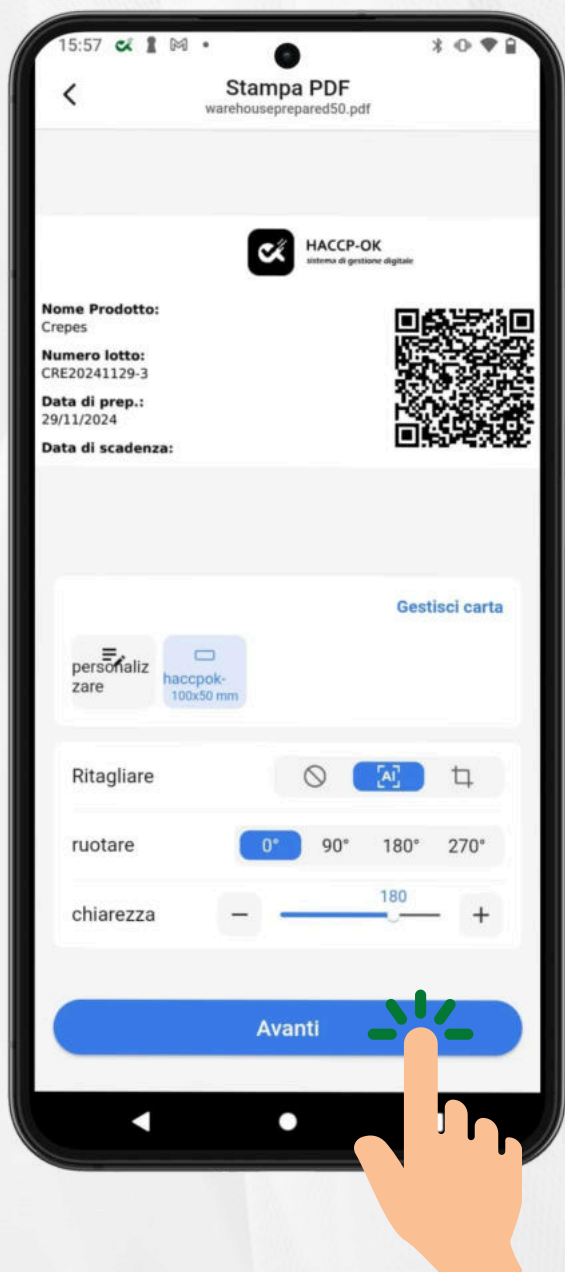 15:57
Stampa PDF
warehouseprepared50.pdf
HACCP-OK
sistema di gestione digitale
Nome Prodotto:
Crepes
Numero lotto:
CRE20241129-3
Data di prep.:
29/11/2024
Data di scadenza:
Gestisci carta
personaliz
zare
haccpok-
100x50 mm
Ritagliare
AI
ruotare
0° 90° 180° 270°
180
chiarezza
Avanti